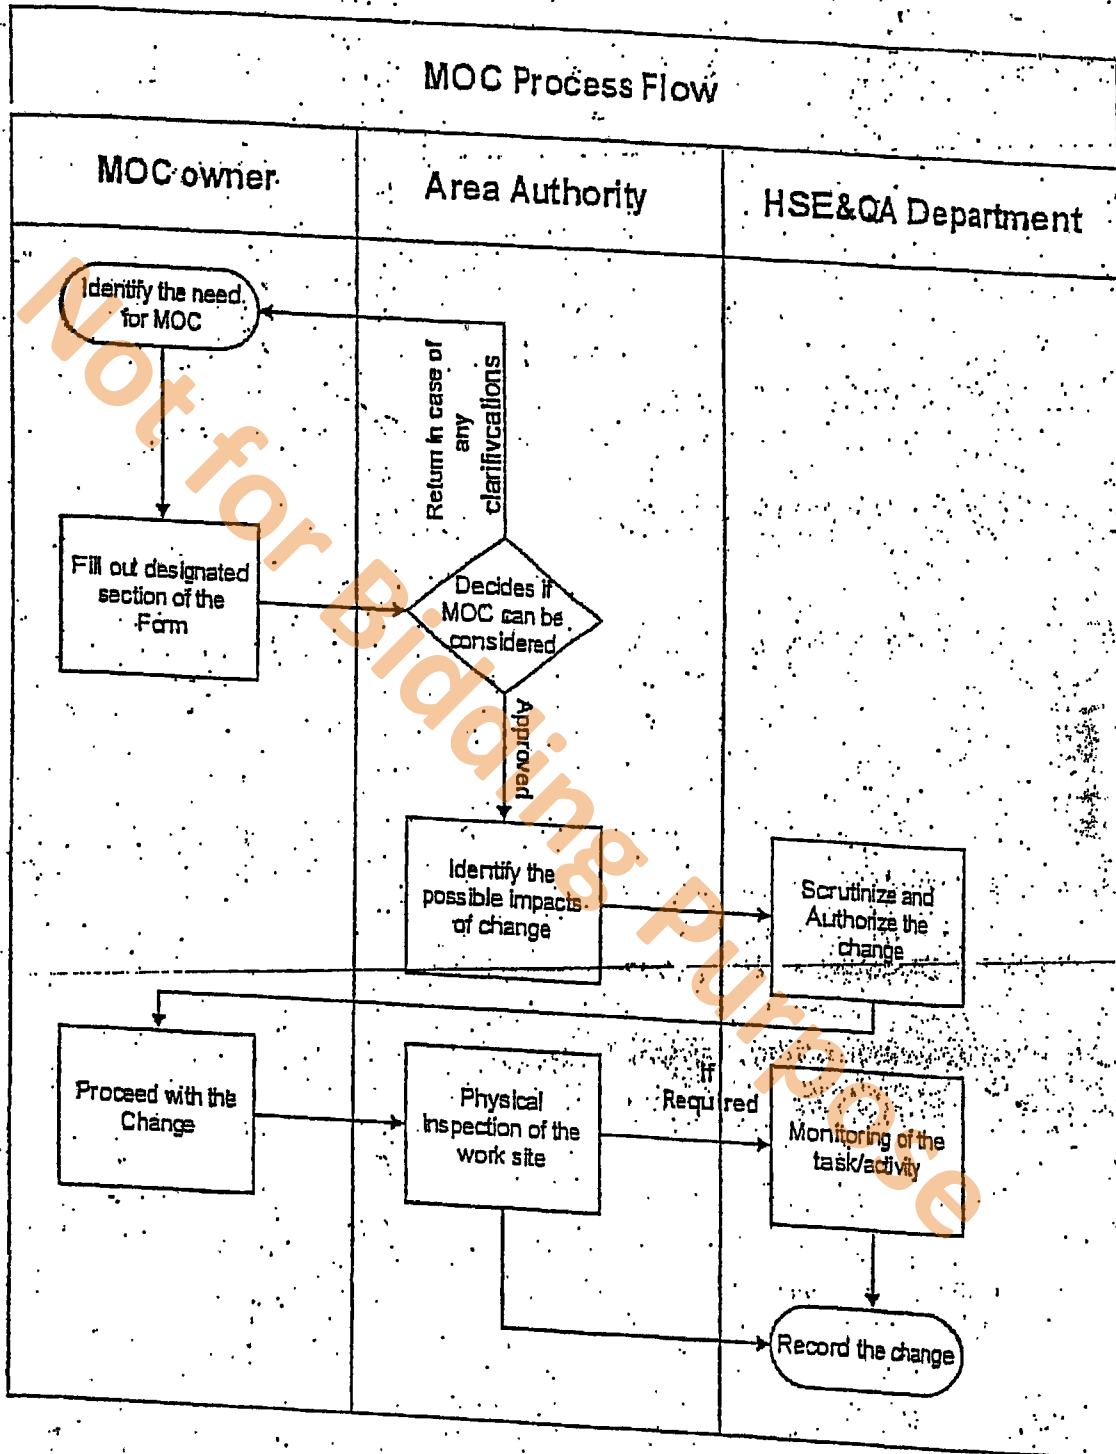 MOC Process Flow
MOC owner
Area Authority
HSE&QA Department
Identify the need
for MOC
Return in case of
any
clarifivcations
Fill out designated
section of the
Form
Decides if
MOC can be
considered
Approved
Identify the
possible impacts
of change
Scrutinize and
Authorize the
change
Proceed with the
Change
Physical
Inspection of the
work site
If
Required
Monitoring of the
task/activity
Record the change
Not for Bidding Purpose